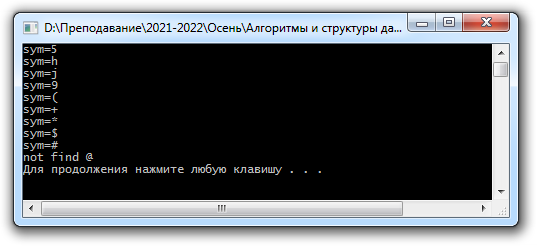 D:\Преподавание\2021-2022\Осень\Алгоритмы и структуры да...
sym=5
sym=h
sym=j
sym=9
sym=(
sym=+
sym=*
sym=$
sym=#
not find @
Для продолжения нажмите любую клавишу . . .